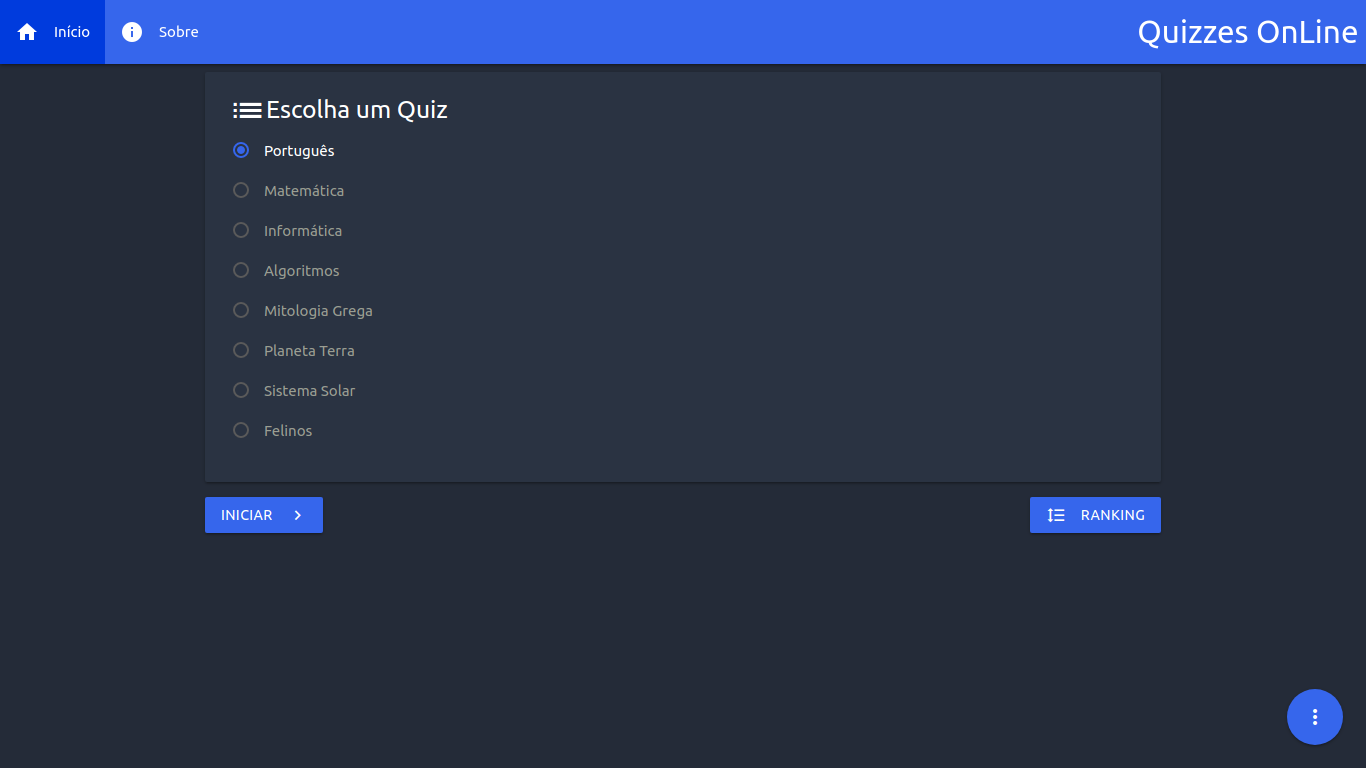 Início
Sobre
Quizzes OnLine
Escolha um Quiz
Português
Matemática
Informática
Algoritmos
Mitologia Grega
Planeta Terra
Sistema Solar
Felinos
INICIAR
RANKING